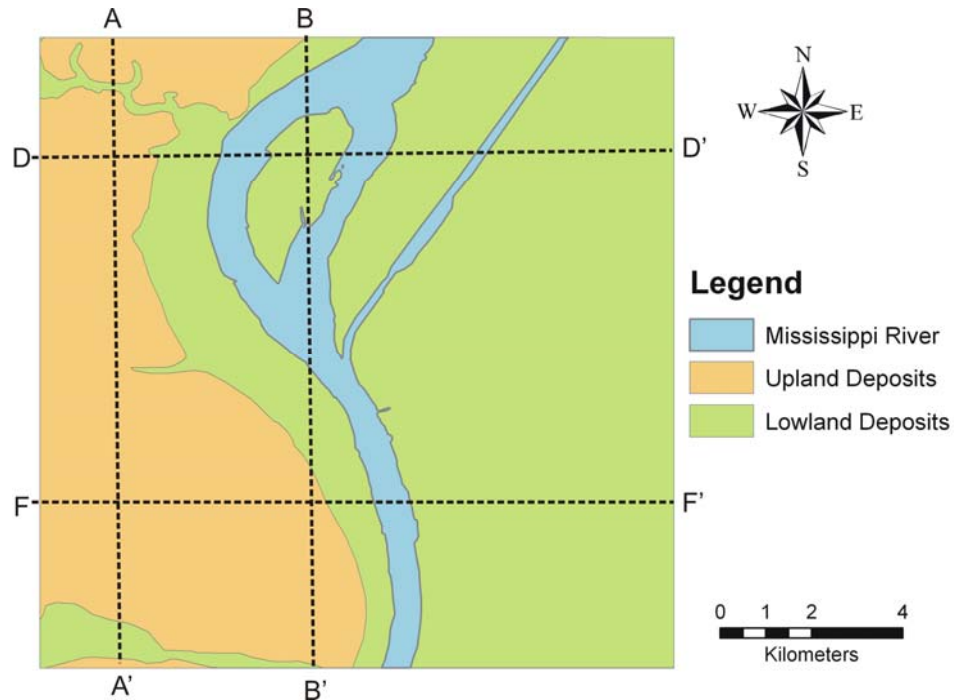 A
B
N
W
E
S
D
D'
Legend
Mississippi River
Upland Deposits
Lowland Deposits
F
F'
0 1 2 4
Kilometers
A'
B'